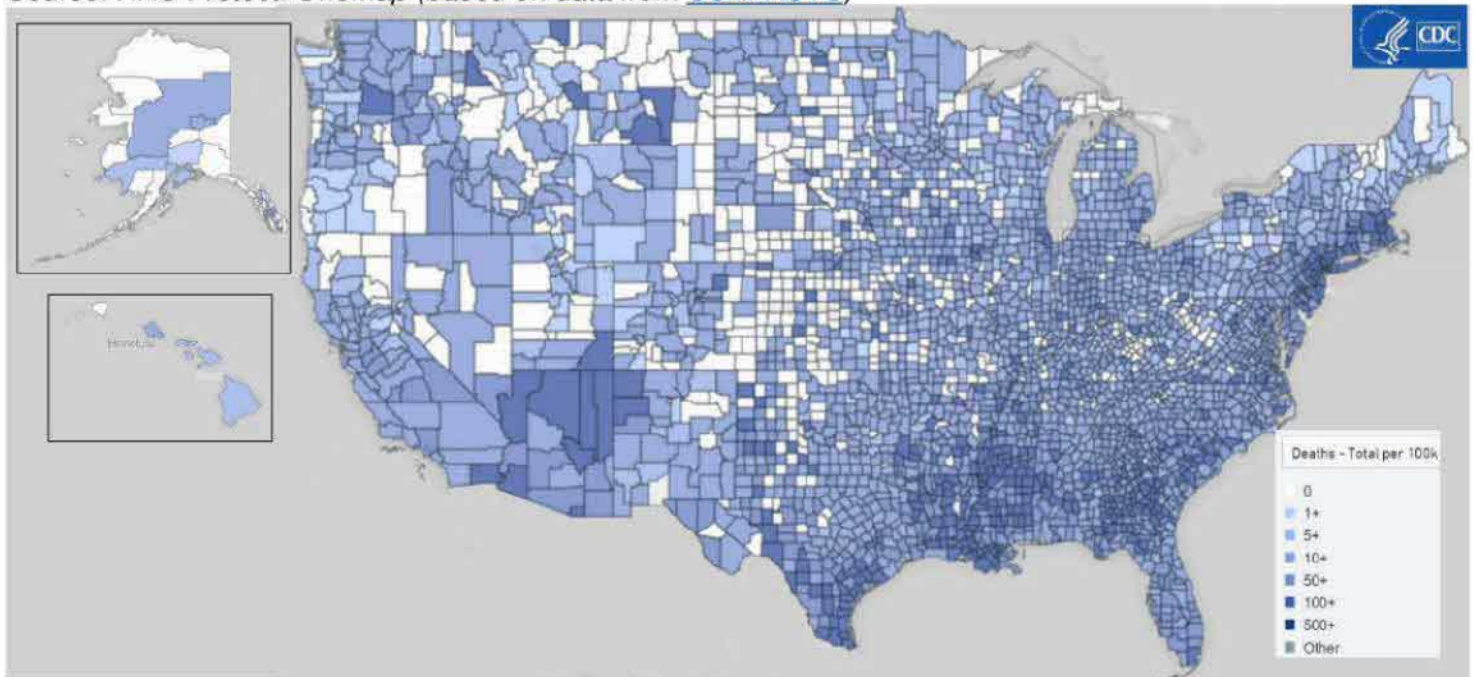 CDC
Honolulu
Deaths - Total per 100k
0
1+
5+
10+
50+
100+
500+
Other